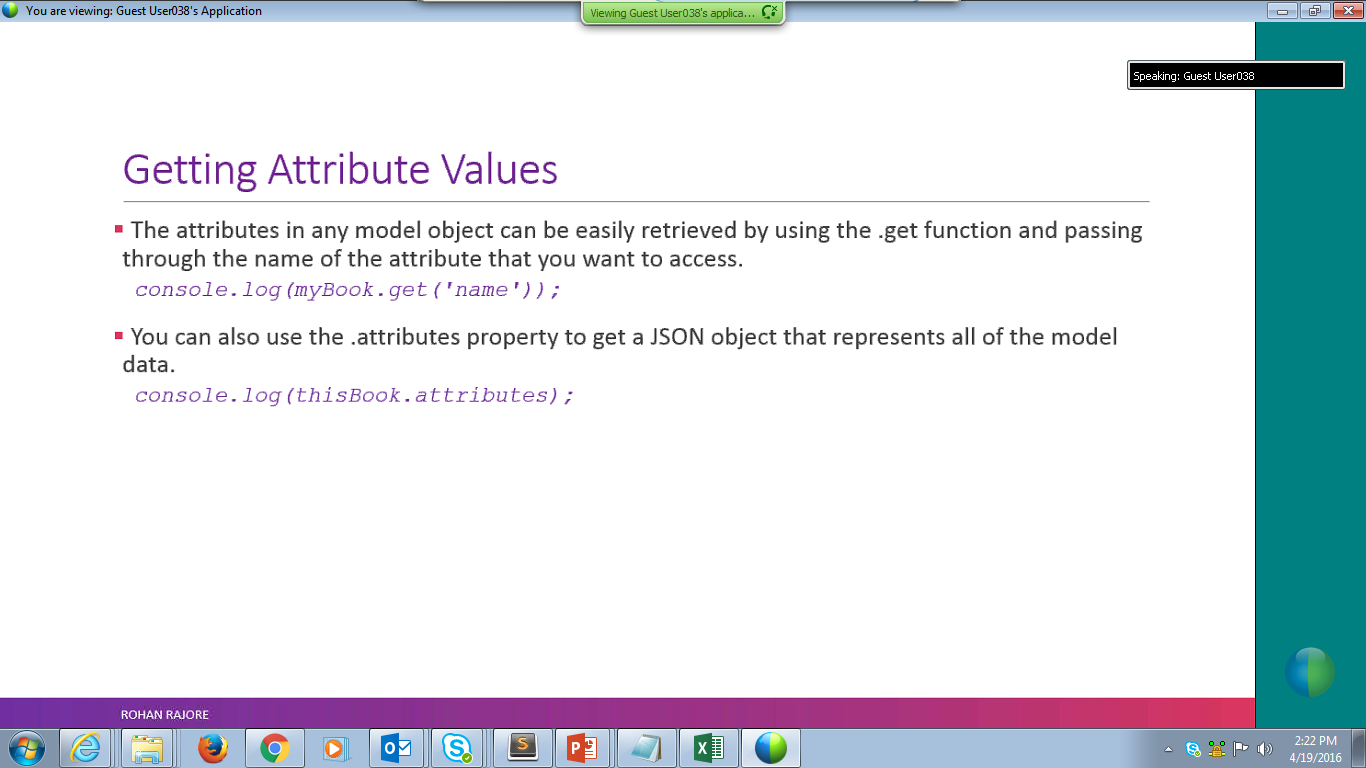 You are viewing: Guest User038's Application
Viewing Guest User038's applica...
Speaking: Guest User038
Getting Attribute Values
▪ The attributes in any model object can be easily retrieved by using the .get function and passing
through the name of the attribute that you want to access.
console.log(myBook.get('name'));
▪ You can also use the .attributes property to get a JSON object that represents all of the model
data.
console.log(thisBook.attributes);
ROHAN RAJORE
2:22 PM
4/19/2016